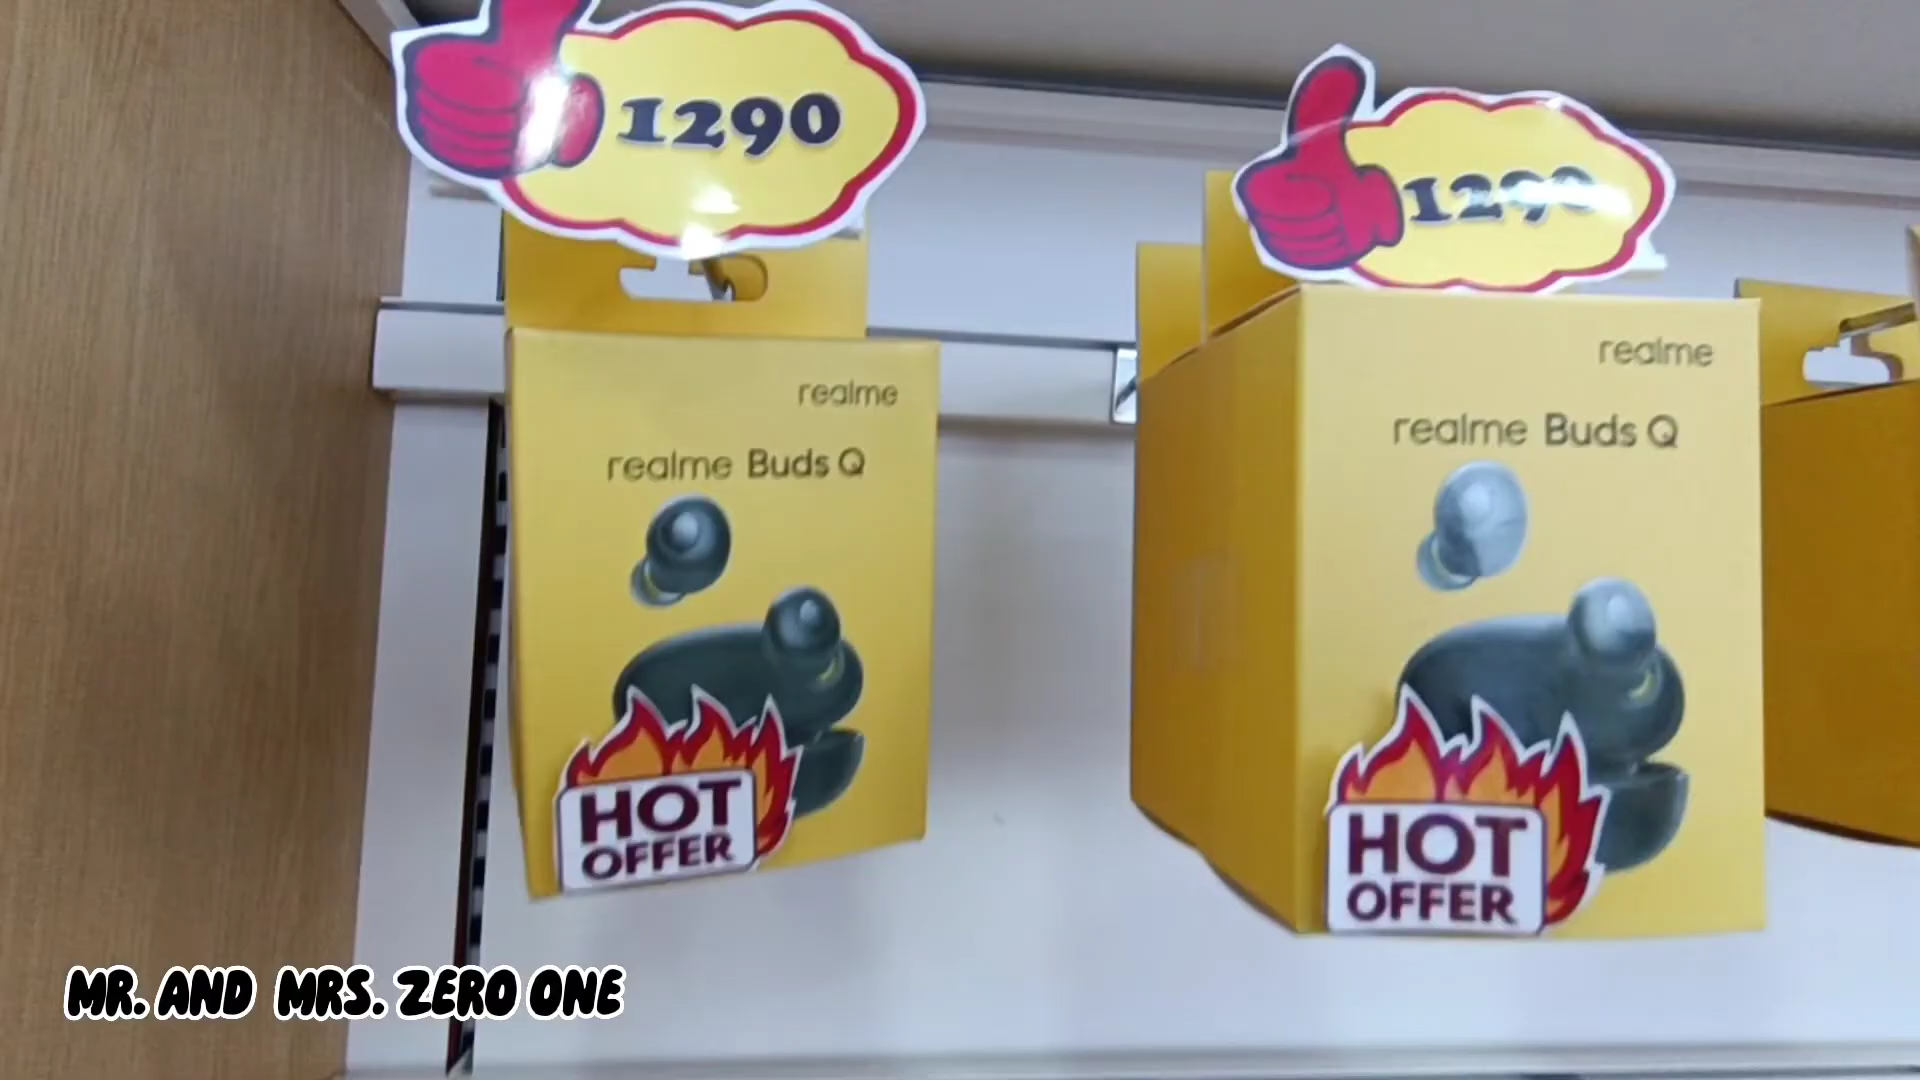 1290
realme
realme Buds Q
HOT
OFFER
1290
realme
realme Buds Q
HOT
OFFER
MR. AND MRS. ZERO ONE